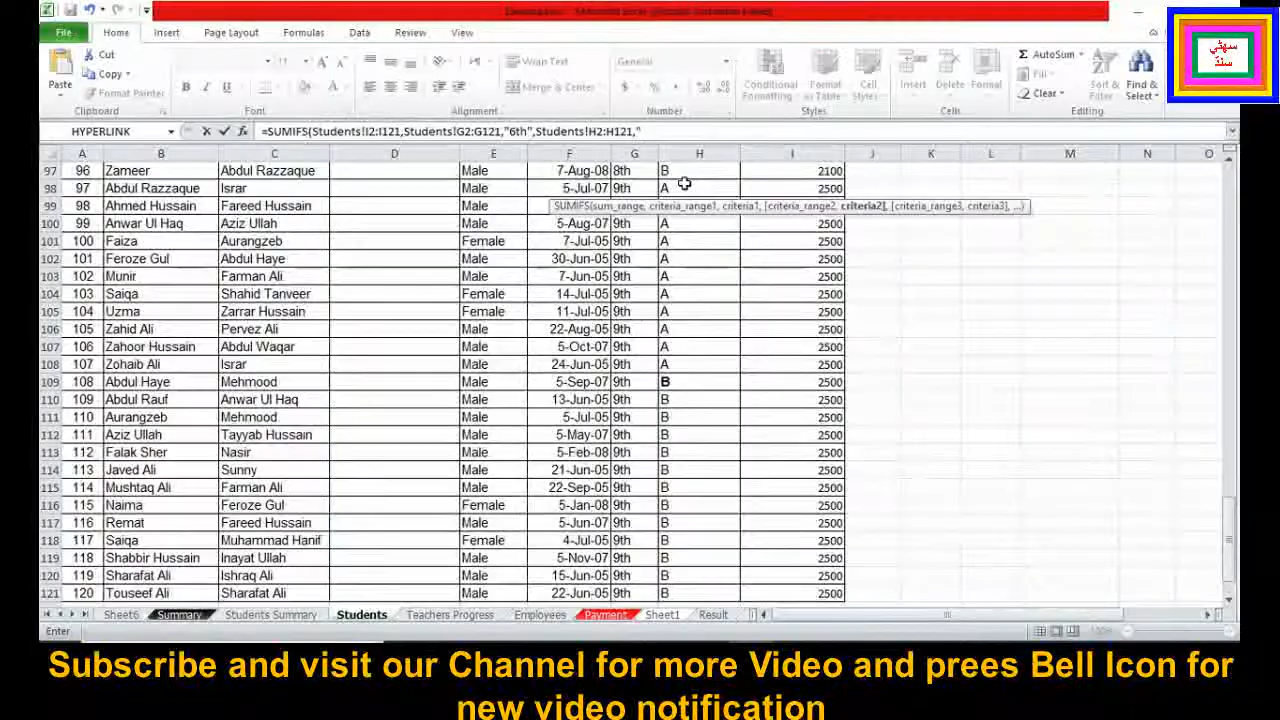 سھڻي
سنڌ
File Home Insert Page Layout Formulas Data Review View
Paste
Cut
Copy
Format Painter
Clipboard
B I U
Font
Wrap Text
Merge & Center
Alignment
General
$ % ,
Number
Conditional Formatting
Format as Table
Cell Styles
Styles
Insert Delete Format
Cells
Σ AutoSum
Fill
Clear
Sort & Filter
Find & Select
Editing
HYPERLINK fx =SUMIFS(Students!I2:I121,Students!G2:G121,"6th",Students!H2:H121,"
A B C D E F G H I J K L M N O
97 96 Zameer Abdul Razzaque Male 7-Aug-08 8th B 2100
98 97 Abdul Razzaque Israr Male 5-Jul-07 9th A 2500
99 98 Ahmed Hussain Fareed Hussain Male
SUMIFS(sum_range, criteria_range1, criteria1, [criteria_range2, criteria2], [criteria_range3, criteria3], ...)
100 99 Anwar Ul Haq Aziz Ullah Male 5-Aug-07 9th A 2500
101 100 Faiza Aurangzeb Female 7-Jul-05 9th A 2500
102 101 Feroze Gul Abdul Haye Male 30-Jun-05 9th A 2500
103 102 Munir Farman Ali Male 7-Jun-05 9th A 2500
104 103 Saiqa Shahid Tanveer Female 14-Jul-05 9th A 2500
105 104 Uzma Zarrar Hussain Female 11-Jul-05 9th A 2500
106 105 Zahid Ali Pervez Ali Male 22-Aug-05 9th A 2500
107 106 Zahoor Hussain Abdul Waqar Male 5-Oct-07 9th A 2500
108 107 Zohaib Ali Israr Male 24-Jun-05 9th A 2500
109 108 Abdul Haye Mehmood Male 5-Sep-07 9th B 2500
110 109 Abdul Rauf Anwar Ul Haq Male 13-Jun-05 9th B 2500
111 110 Aurangzeb Mehmood Male 5-Jul-05 9th B 2500
112 111 Aziz Ullah Tayyab Hussain Male 5-May-07 9th B 2500
113 112 Falak Sher Nasir Male 5-Feb-08 9th B 2500
114 113 Javed Ali Sunny Male 21-Jun-05 9th B 2500
115 114 Mushtaq Ali Farman Ali Male 22-Sep-05 9th B 2500
116 115 Naima Feroze Gul Female 5-Jan-08 9th B 2500
117 116 Remat Fareed Hussain Male 5-Jun-07 9th B 2500
118 117 Saiqa Muhammad Hanif Female 4-Jul-05 9th B 2500
119 118 Shabbir Hussain Inayat Ullah Male 5-Nov-07 9th B 2500
120 119 Sharafat Ali Ishraq Ali Male 15-Jun-05 9th B 2500
121 120 Touseef Ali Sharafat Ali Male 22-Jun-05 9th B 2500
Sheet6 Summary Students Summary Students Teachers Progress Employees Payment Sheet1 Result
Enter
Subscribe and visit our Channel for more Video and prees Bell Icon for
new video notification